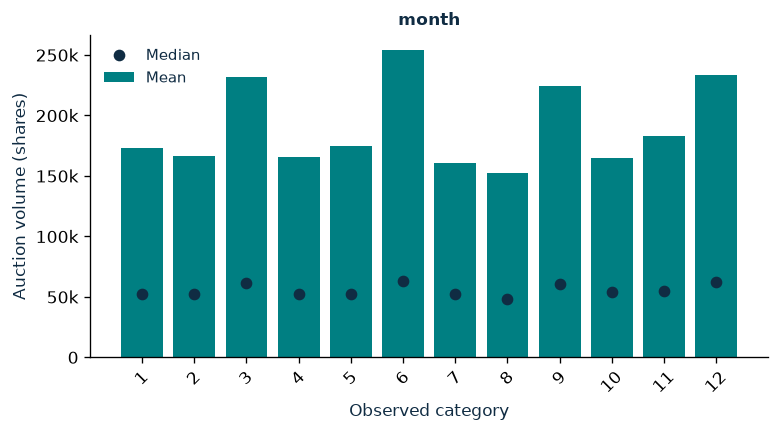 month
Median
Mean
Auction volume (shares)
250k
200k
150k
100k
50k
0
1 2 3 4 5 6 7 8 9 10 11 12
Observed category